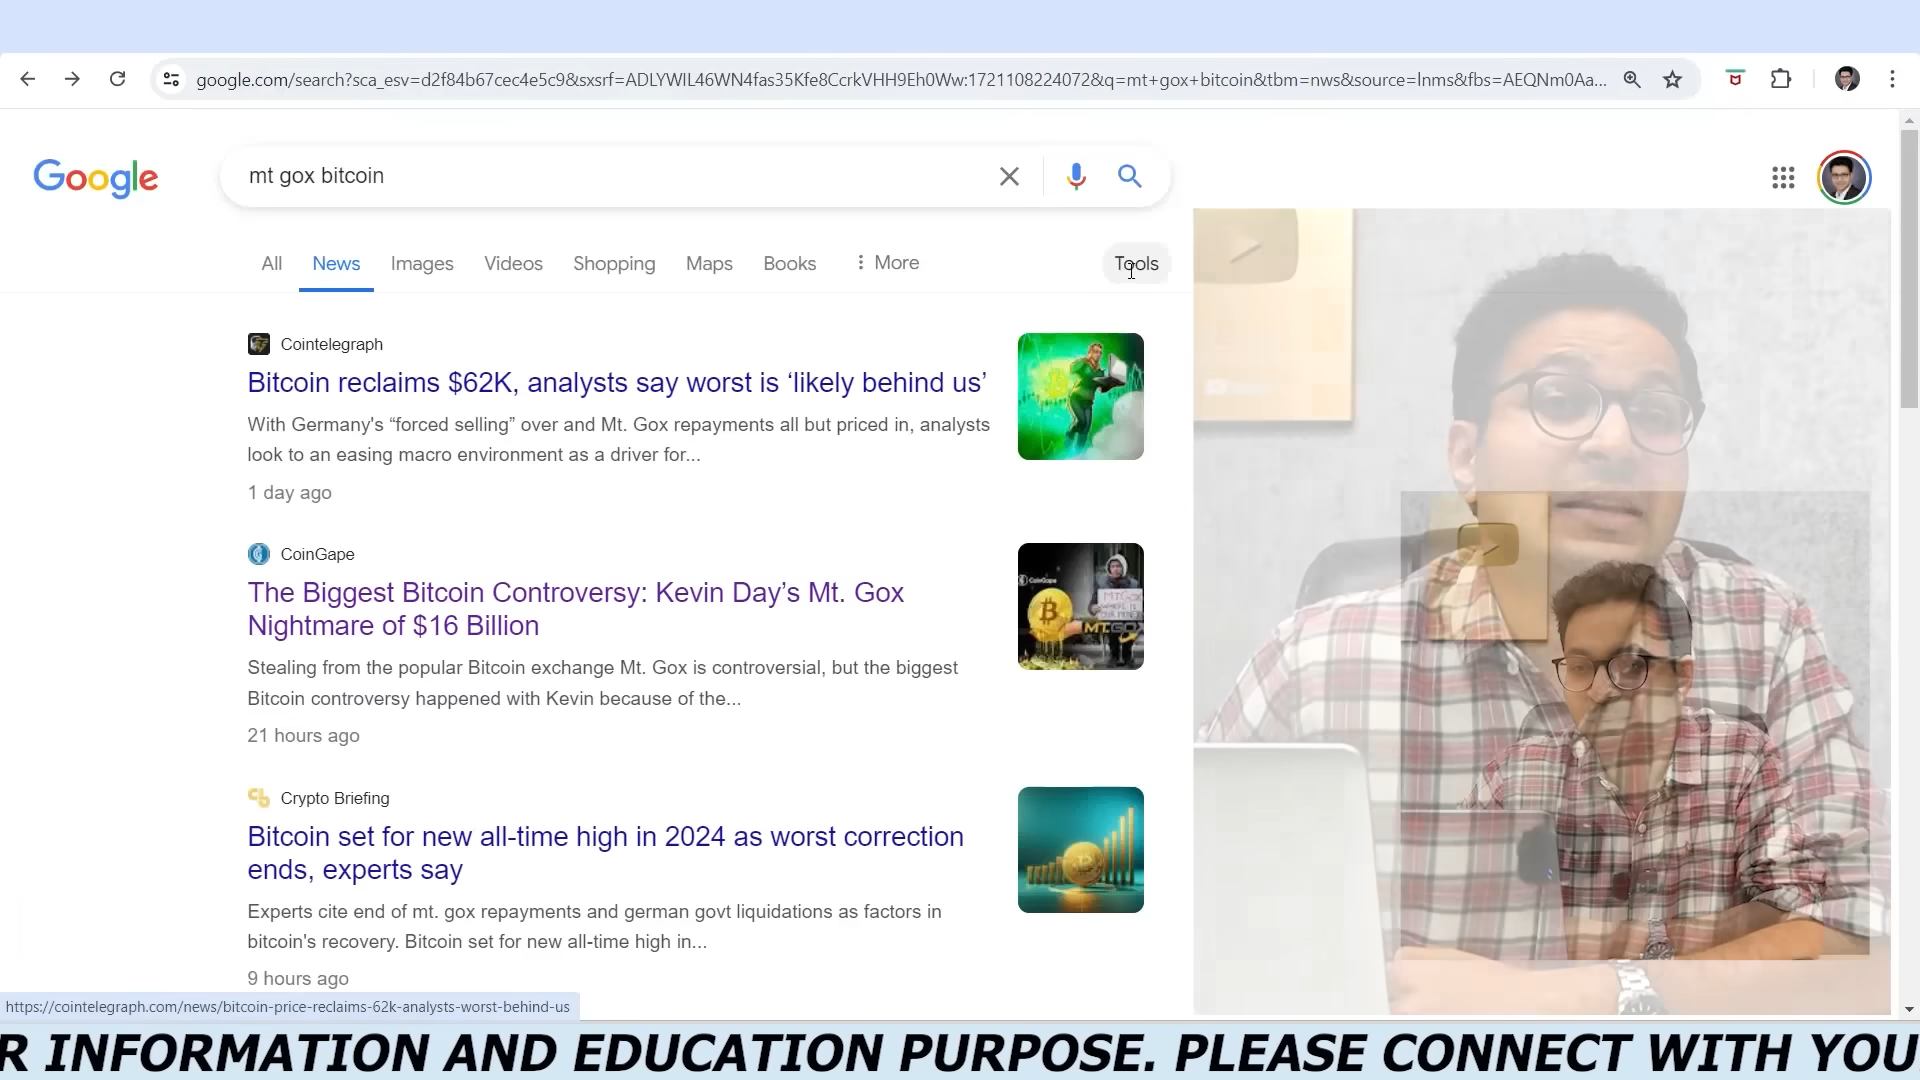 google.com/search?sca_esv=d2f84b67cec4e5c9&sxsrf=ADLYWIL46WN4fas35Kfe8CcrkVHH9Eh0Ww:1721108224072&q=mt+gox+bitcoin&tbm=nws&source=lnms&fbs=AEQNm0Aa...
Google
mt gox bitcoin
All
News
Images
Videos
Shopping
Maps
Books
More
Tools
Cointelegraph
Bitcoin reclaims $62K, analysts say worst is ‘likely behind us’
With Germany's “forced selling” over and Mt. Gox repayments all but priced in, analysts
look to an easing macro environment as a driver for...
1 day ago
CoinGape
The Biggest Bitcoin Controversy: Kevin Day’s Mt. Gox
Nightmare of $16 Billion
Stealing from the popular Bitcoin exchange Mt. Gox is controversial, but the biggest
Bitcoin controversy happened with Kevin because of the...
21 hours ago
Crypto Briefing
Bitcoin set for new all-time high in 2024 as worst correction
ends, experts say
Experts cite end of mt. gox repayments and german govt liquidations as factors in
bitcoin's recovery. Bitcoin set for new all-time high in...
9 hours ago
https://cointelegraph.com/news/bitcoin-price-reclaims-62k-analysts-worst-behind-us
R INFORMATION AND EDUCATION PURPOSE. PLEASE CONNECT WITH YOU